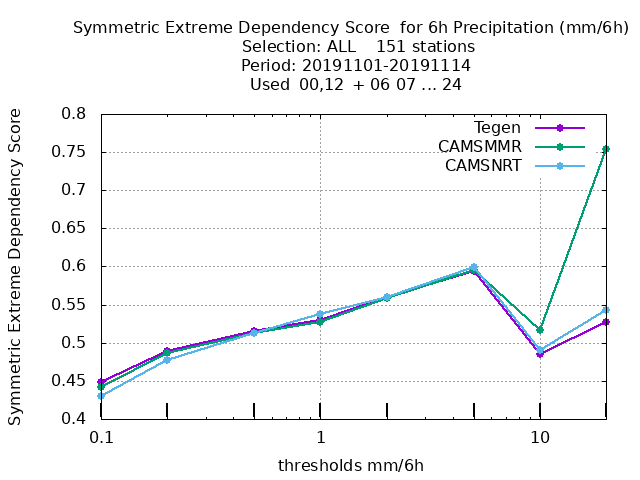 Symmetric Extreme Dependency Score  for 6h Precipitation (mm/6h)
Selection: ALL    151 stations
Period: 20191101-20191114
Used  00,12  + 06 07 ... 24
Symmetric Extreme Dependency Score
0.8
0.75
0.7
0.65
0.6
0.55
0.5
0.45
0.4
Tegen
CAMSMMR
CAMSNRT
0.1
1
10
thresholds mm/6h